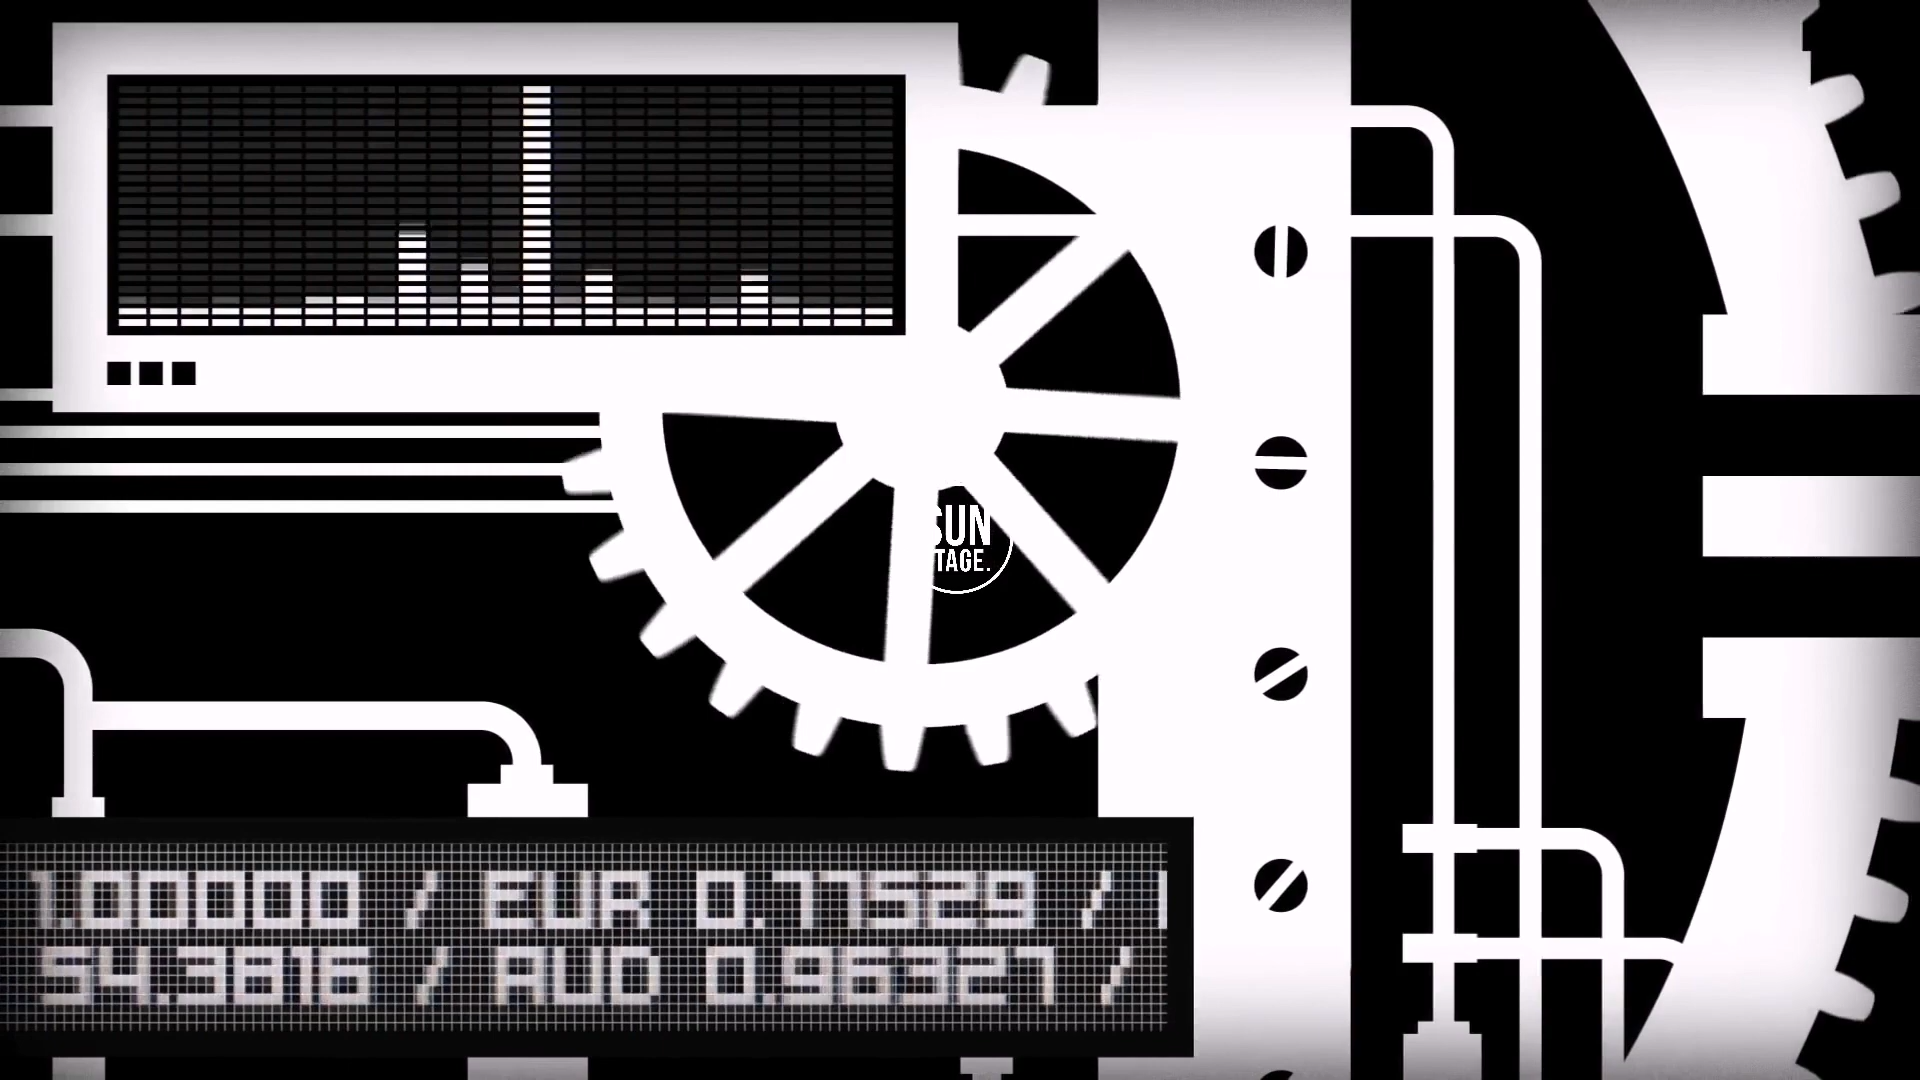 SUN
TAGE.
1.00000 / EUR 0.77529 /
54.3816 / AUD 0.96327 /